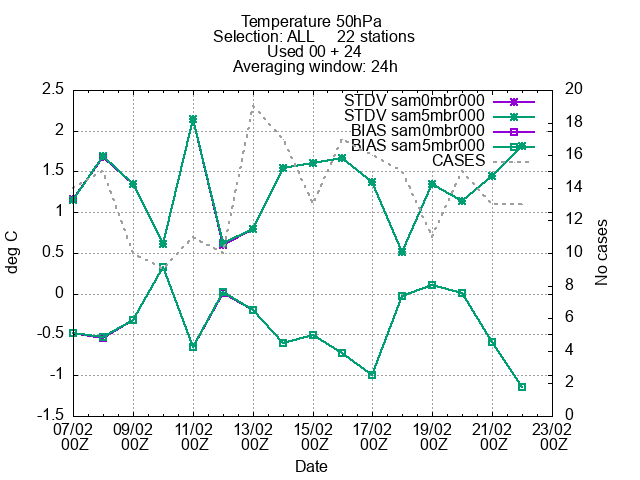 Temperature 50hPa
Selection: ALL 22 stations
Used 00 + 24
Averaging window: 24h
STDV sam0mbr000
STDV sam5mbr000
BIAS sam0mbr000
BIAS sam5mbr000
CASES
2.5
2
1.5
1
0.5
0
-0.5
-1
-1.5
deg C
20
18
16
14
12
10
8
6
4
2
0
No cases
07/02 09/02 11/02 13/02 15/02 17/02 19/02 21/02 23/02
00Z 00Z 00Z 00Z 00Z 00Z 00Z 00Z 00Z
Date